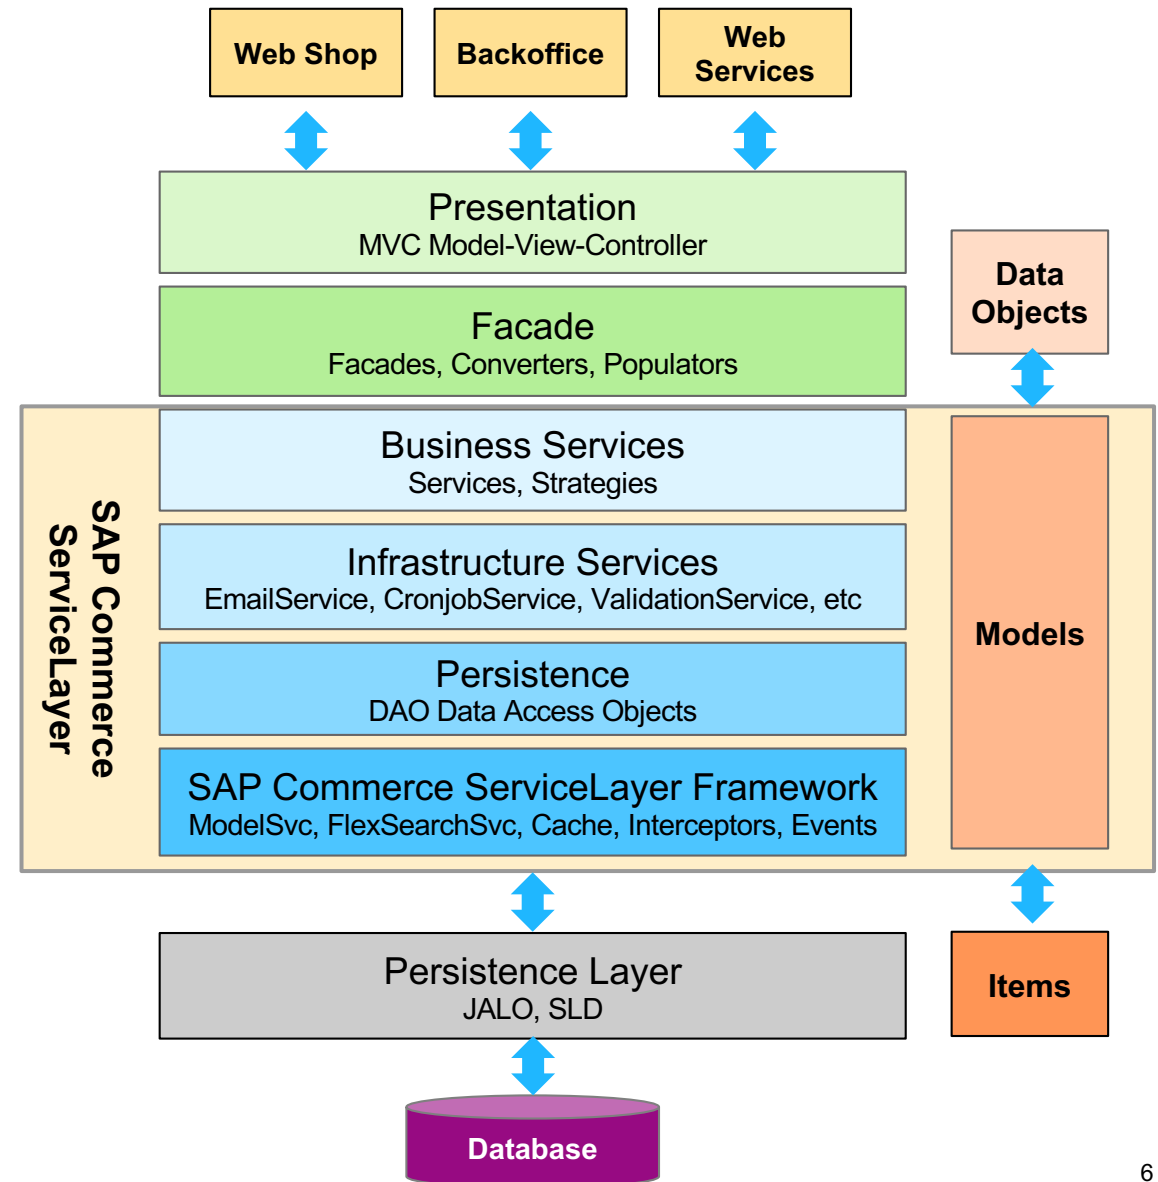 Web Shop
Backoffice
Web
Services
Presentation
MVC Model-View-Controller
Data
Objects
Facade
Facades, Converters, Populators
SAP Commerce
ServiceLayer
Business Services
Services, Strategies
Infrastructure Services
EmailService, CronjobService, ValidationService, etc
Models
Persistence
DAO Data Access Objects
SAP Commerce ServiceLayer Framework
ModelSvc, FlexSearchSvc, Cache, Interceptors, Events
Persistence Layer
JALO, SLD
Items
Database
6